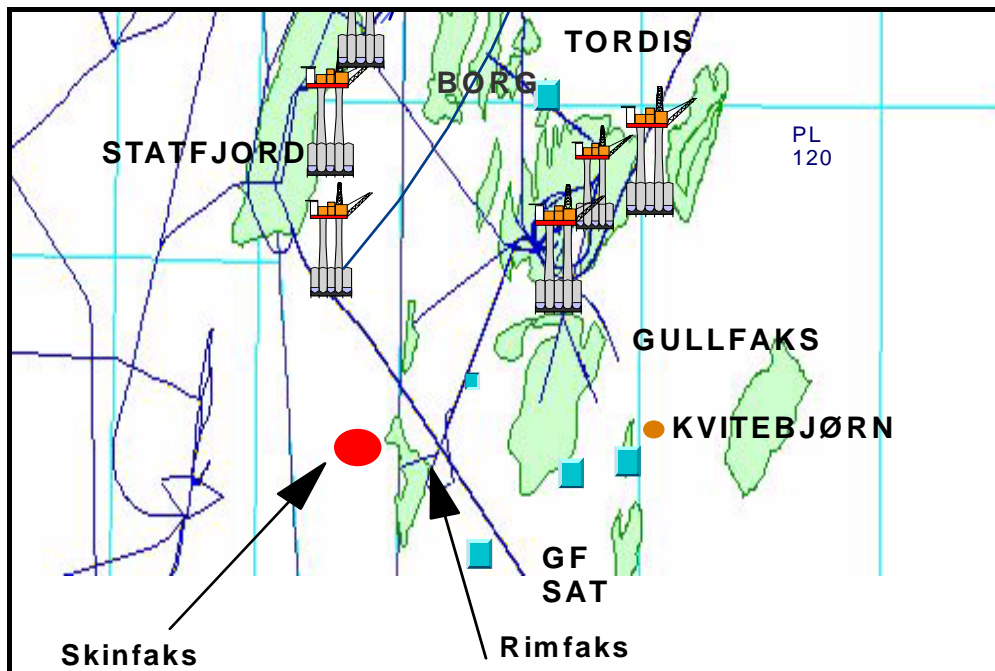 TORDIS
BORG
PL
120
STATFJORD
GULLFAKS
KVITEBJØRN
GF
SAT
Skinfaks
Rimfaks